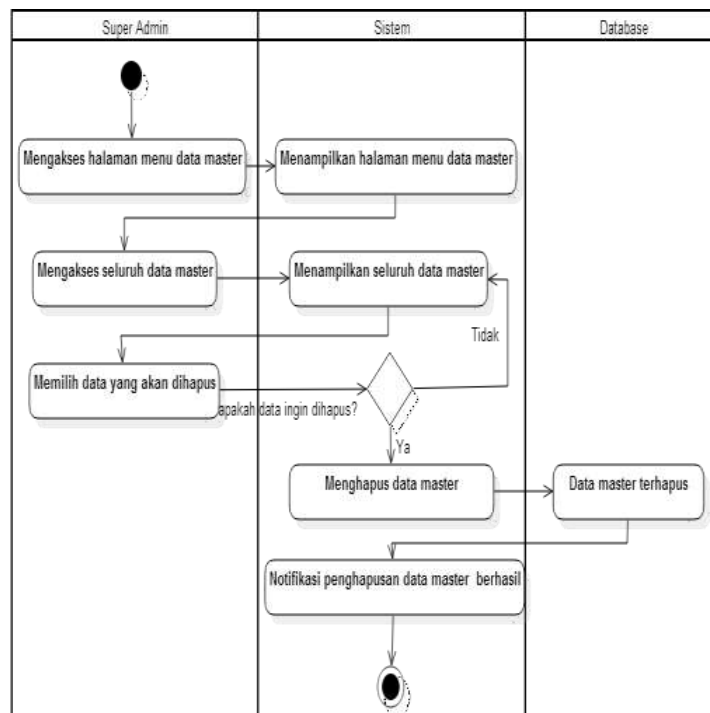 Super Admin
Sistem
Database
Mengakses halaman menu data master
Menampilkan halaman menu data master
Mengakses seluruh data master
Menampilkan seluruh data master
Tidak
Memilih data yang akan dihapus
apakah data ingin dihapus?
Ya
Menghapus data master
Data master terhapus
Notifikasi penghapusan data master berhasil